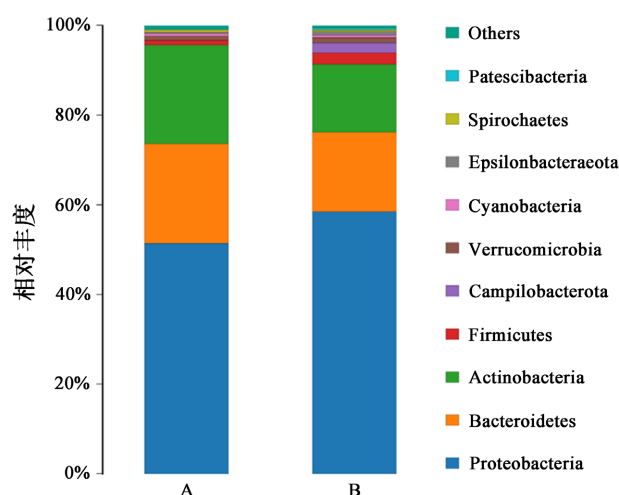 100%
80%
60%
40%
20%
0%
相对丰度
A
B
Others
Patescibacteria
Spirochaetes
Epsilonbacteraeota
Cyanobacteria
Verrucomicrobia
Campilobacterota
Firmicutes
Actinobacteria
Bacteroidetes
Proteobacteria